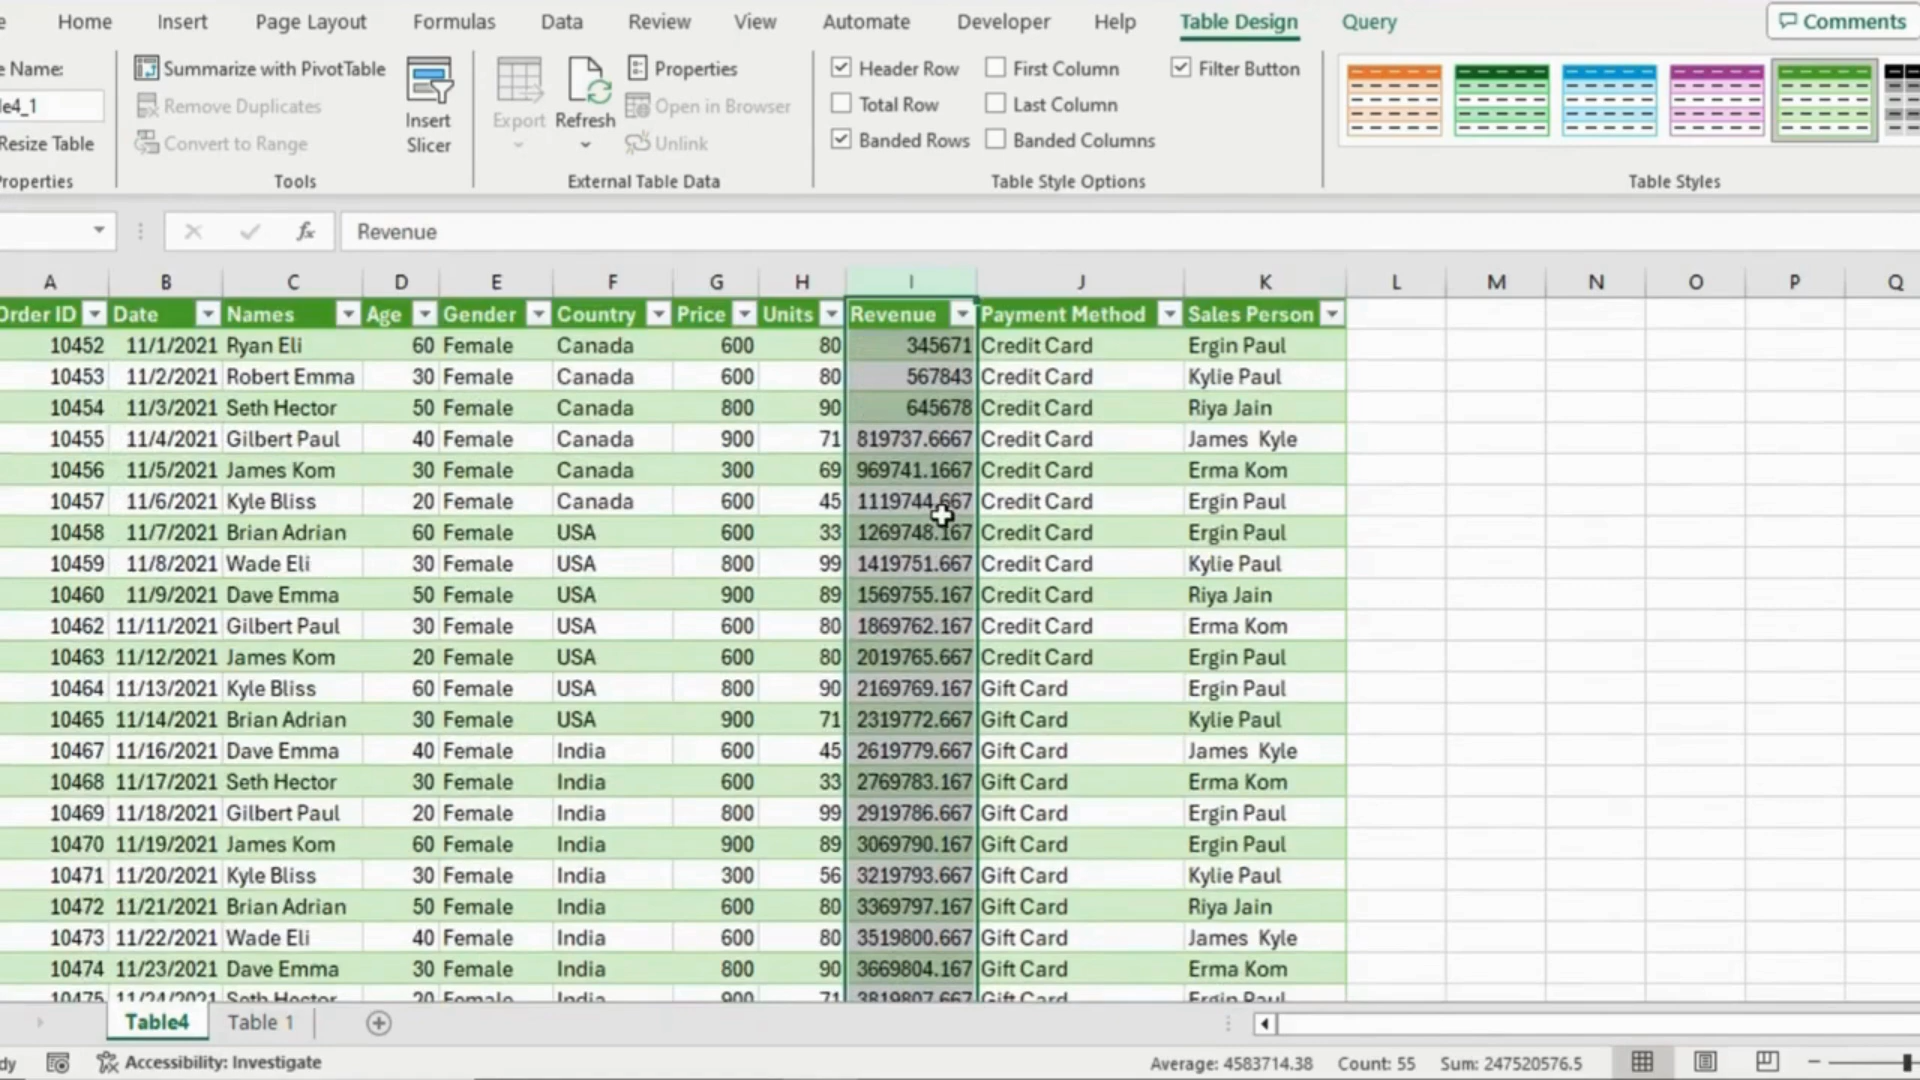 Home Insert Page Layout Formulas Data Review View Automate Developer Help Table Design Query Comments
e Name: Summarize with PivotTable Properties Header Row First Column Filter Button
le4_1 Remove Duplicates Insert Slicer Export Refresh Open in Browser Total Row Last Column
Resize Table Convert to Range Unlink Banded Rows Banded Columns
Properties Tools External Table Data Table Style Options Table Styles
fx Revenue
A B C D E F G H I J K L M N O P Q
Order ID Date Names Age Gender Country Price Units Revenue Payment Method Sales Person
10452 11/1/2021 Ryan Eli 60 Female Canada 600 80 345671 Credit Card Ergin Paul
10453 11/2/2021 Robert Emma 30 Female Canada 600 80 567843 Credit Card Kylie Paul
10454 11/3/2021 Seth Hector 50 Female Canada 800 90 645678 Credit Card Riya Jain
10455 11/4/2021 Gilbert Paul 40 Female Canada 900 71 819737.6667 Credit Card James  Kyle
10456 11/5/2021 James Kom 30 Female Canada 300 69 969741.1667 Credit Card Erma Kom
10457 11/6/2021 Kyle Bliss 20 Female Canada 600 45 1119744.667 Credit Card Ergin Paul
10458 11/7/2021 Brian Adrian 60 Female USA 600 33 1269748.167 Credit Card Ergin Paul
10459 11/8/2021 Wade Eli 30 Female USA 800 99 1419751.667 Credit Card Kylie Paul
10460 11/9/2021 Dave Emma 50 Female USA 900 89 1569755.167 Credit Card Riya Jain
10462 11/11/2021 Gilbert Paul 30 Female USA 600 80 1869762.167 Credit Card Erma Kom
10463 11/12/2021 James Kom 20 Female USA 600 80 2019765.667 Credit Card Ergin Paul
10464 11/13/2021 Kyle Bliss 60 Female USA 800 90 2169769.167 Gift Card Ergin Paul
10465 11/14/2021 Brian Adrian 30 Female USA 900 71 2319772.667 Gift Card Kylie Paul
10467 11/16/2021 Dave Emma 40 Female India 600 45 2619779.667 Gift Card James  Kyle
10468 11/17/2021 Seth Hector 30 Female India 600 33 2769783.167 Gift Card Erma Kom
10469 11/18/2021 Gilbert Paul 20 Female India 800 99 2919786.667 Gift Card Ergin Paul
10470 11/19/2021 James Kom 60 Female India 900 89 3069790.167 Gift Card Ergin Paul
10471 11/20/2021 Kyle Bliss 30 Female India 300 56 3219793.667 Gift Card Kylie Paul
10472 11/21/2021 Brian Adrian 50 Female India 600 80 3369797.167 Gift Card Riya Jain
10473 11/22/2021 Wade Eli 40 Female India 600 80 3519800.667 Gift Card James  Kyle
10474 11/23/2021 Dave Emma 30 Female India 800 90 3669804.167 Gift Card Erma Kom
10475 11/24/2021 Seth Hector 20 Female India 900 71 3819807.667 Gift Card Ergin Paul
Table4 Table 1
dy Accessibility: Investigate Average: 4583714.38 Count: 55 Sum: 247520576.5